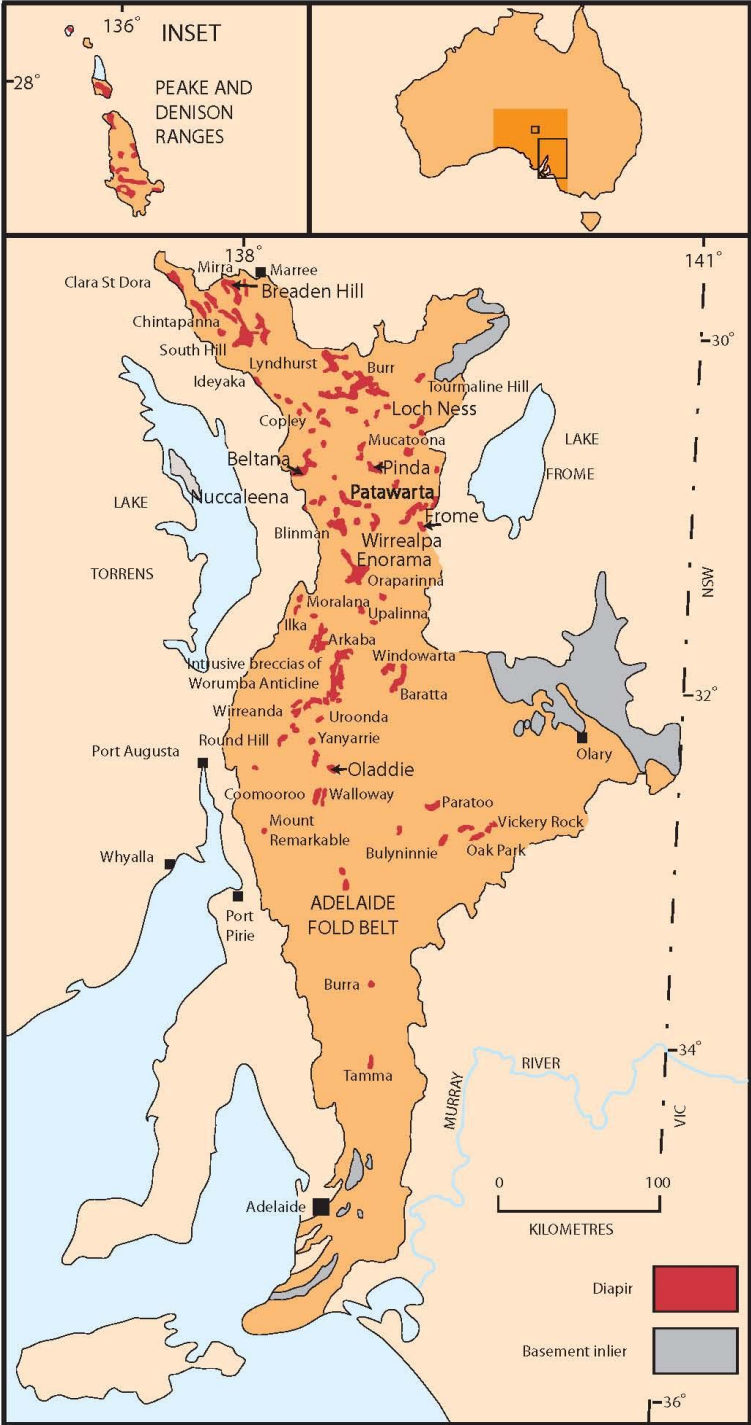 136°
INSET
28°
PEAKE AND
DENISON
RANGES
138°
141°
Mirra
Marree
Clara St Dora
Breaden Hill
Chintapanna
30°
South Hill
Lyndhurst
Burr
Ideyaka
Tourmaline Hill
Loch Ness
Copley
Mucatoona
LAKE
FROME
Beltana
Pinda
Patawarta
Nuccaleena
LAKE
TORRENS
Frome
Blinman
Wirrealpa
Enorama
Oraparinna
NSW
Moralana
Upalinna
Ilka
Arkaba
Windowarta
Intrusive breccias of
Worumba Anticline
Baratta
32°
Wirreanda
Uroonda
Round Hill
Yanyarrie
Port Augusta
Olary
Oladdie
Coomooroo
Walloway
Paratoo
Mount
Remarkable
Vickery Rock
Bulyninnie
Oak Park
Whyalla
Port
Pirie
ADELAIDE
FOLD BELT
Burra
34°
RIVER
Tamma
MURRAY
VIC
Adelaide
0
100
KILOMETRES
Diapir
Basement inlier
36°